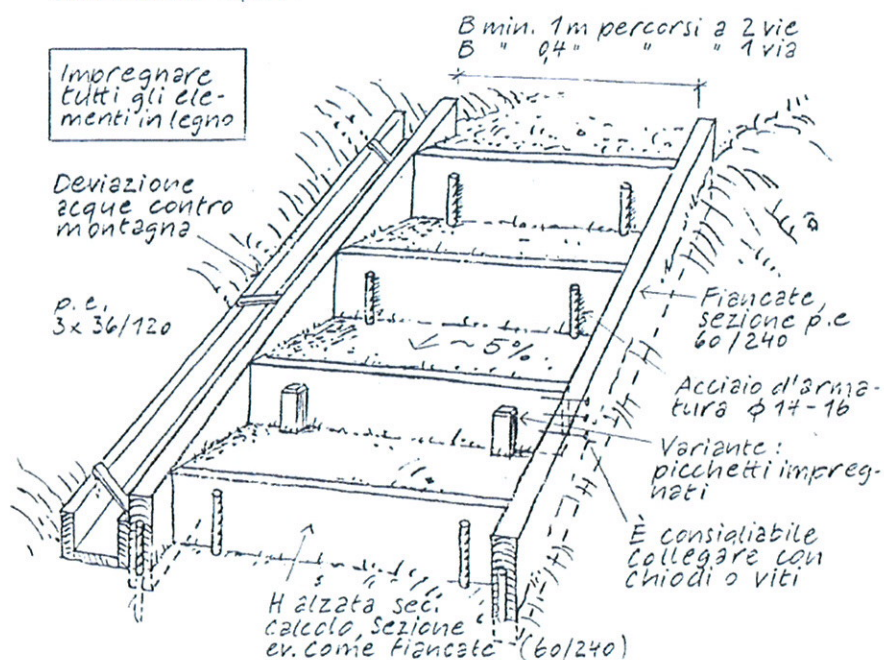 B min. 1m percorsi a 2 vie
B " 0,4 " " " 1 via
Impregnare
tutti gli ele-
menti in legno
Deviazione
acque contro
montagna
p.e.
3 x 36/120
~ 5%
Fiancate,
sezione p.e
60/240
Acciaio d'arma-
tura φ 14-16
Variante:
picchetti impreg-
nati
È consigliabile
collegare con
chiodi o viti
H alzata sec.
calcolo, sezione
ev. come fiancate (60/240)